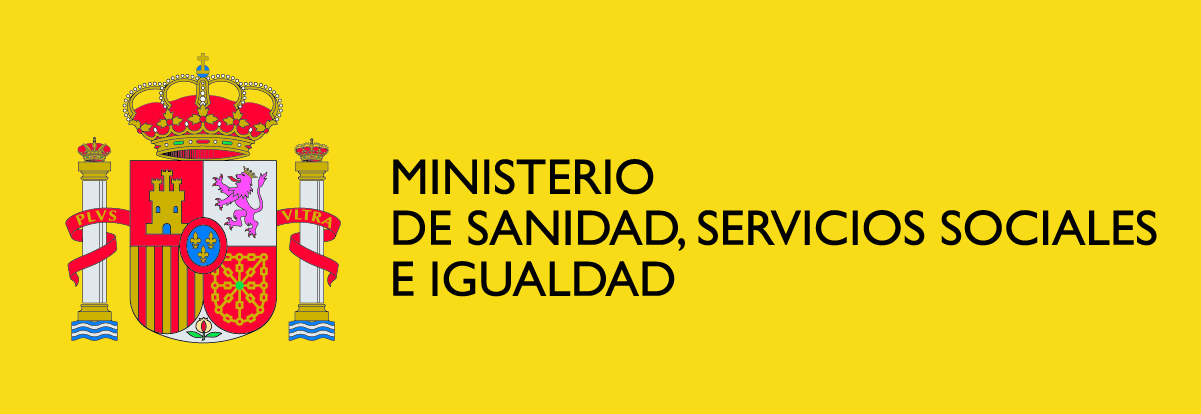 PLVS VLTRA
MINISTERIO
DE SANIDAD, SERVICIOS SOCIALES
E IGUALDAD